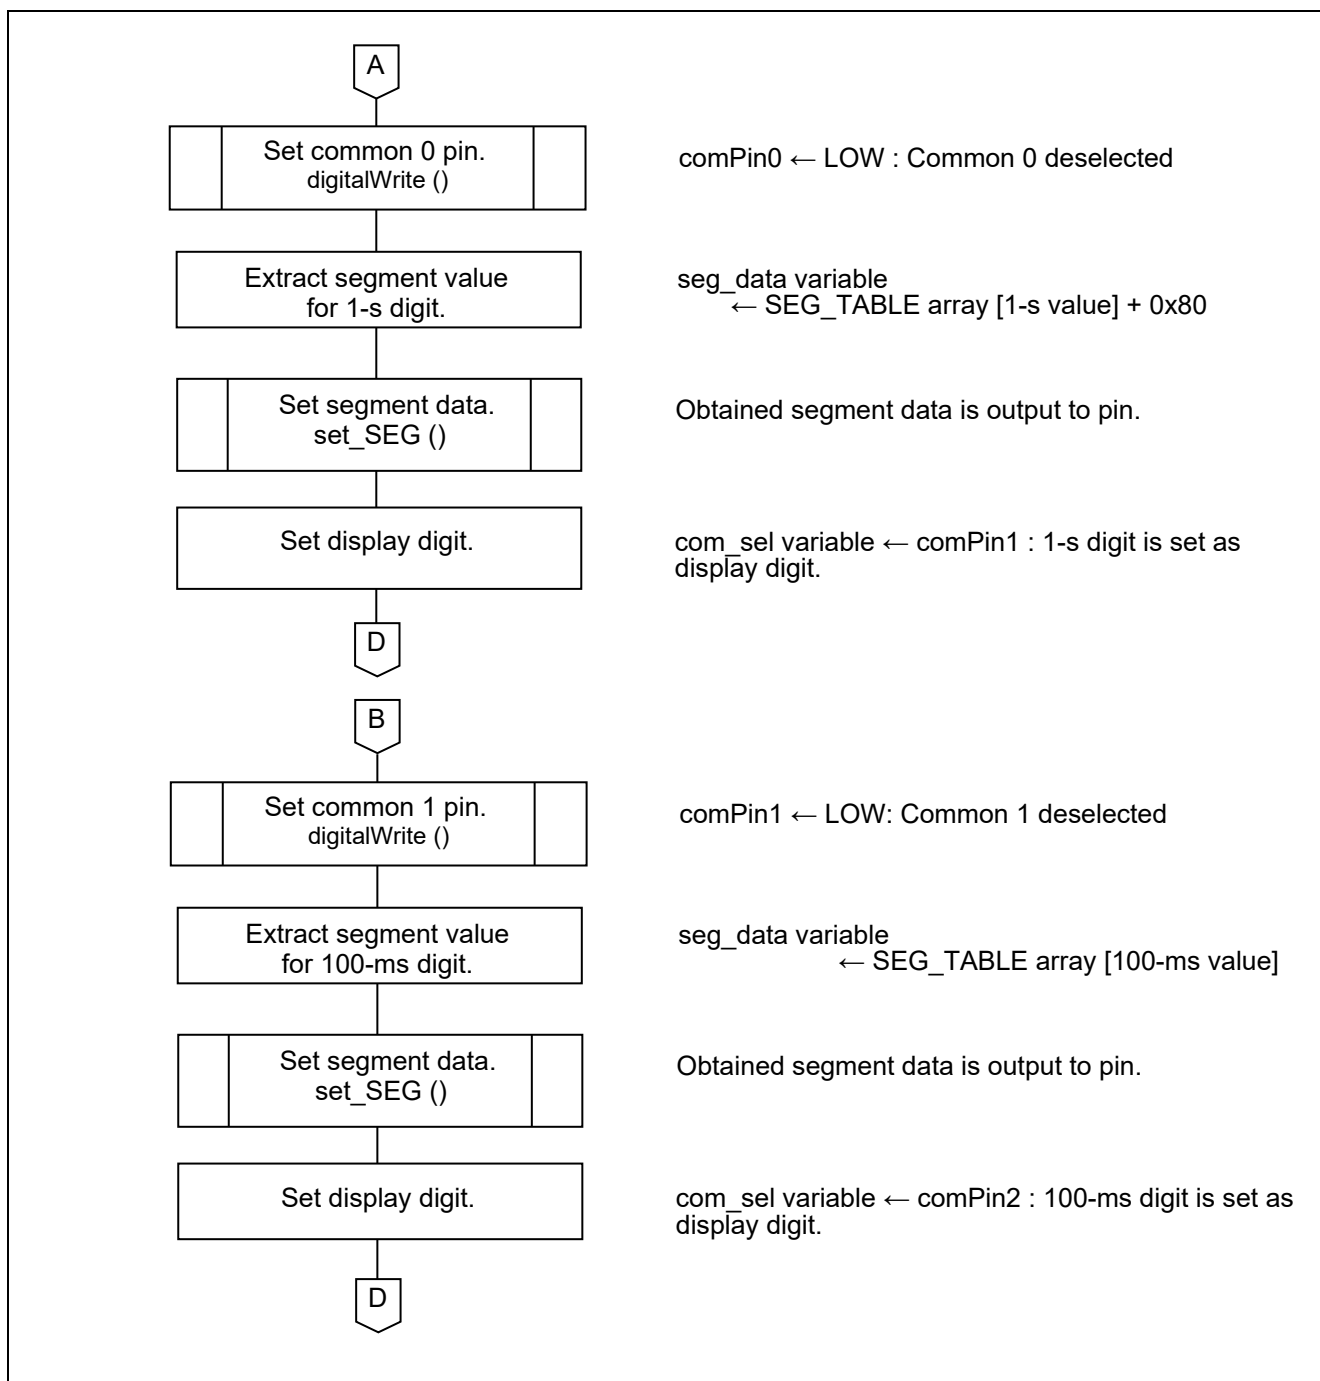 A
Set common 0 pin.
digitalWrite ()
comPin0 ← LOW : Common 0 deselected
Extract segment value
for 1-s digit.
seg_data variable
← SEG_TABLE array [1-s value] + 0x80
Set segment data.
set_SEG ()
Obtained segment data is output to pin.
Set display digit.
com_sel variable ← comPin1 : 1-s digit is set as
display digit.
D
B
Set common 1 pin.
digitalWrite ()
comPin1 ← LOW: Common 1 deselected
Extract segment value
for 100-ms digit.
seg_data variable
← SEG_TABLE array [100-ms value]
Set segment data.
set_SEG ()
Obtained segment data is output to pin.
Set display digit.
com_sel variable ← comPin2 : 100-ms digit is set as
display digit.
D